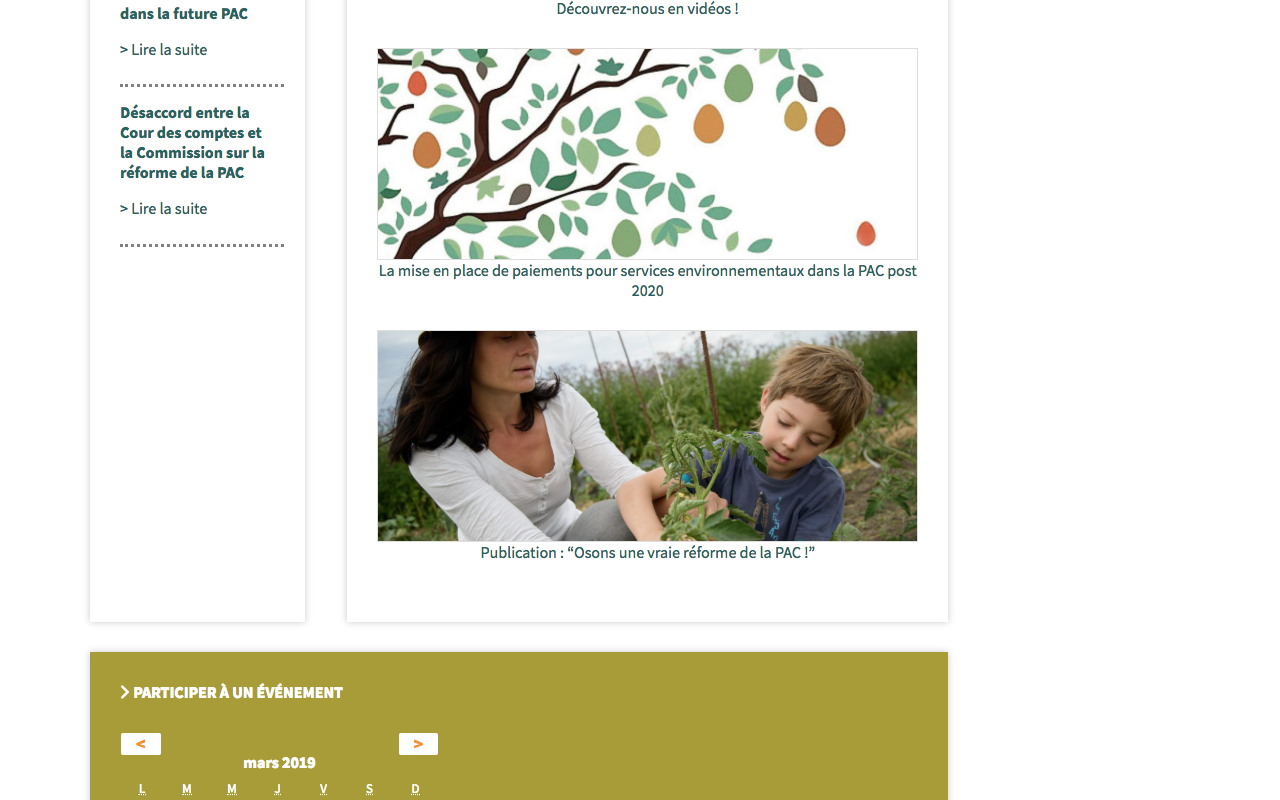 dans la future PAC
> Lire la suite
Désaccord entre la
Cour des comptes et
la Commission sur la
réforme de la PAC
> Lire la suite
Découvrez-nous en vidéos !
La mise en place de paiements pour services environnementaux dans la PAC post
2020
Publication : “Osons une vraie réforme de la PAC !”
PARTICIPER À UN ÉVÉNEMENT
< >
mars 2019
L M M J V S D